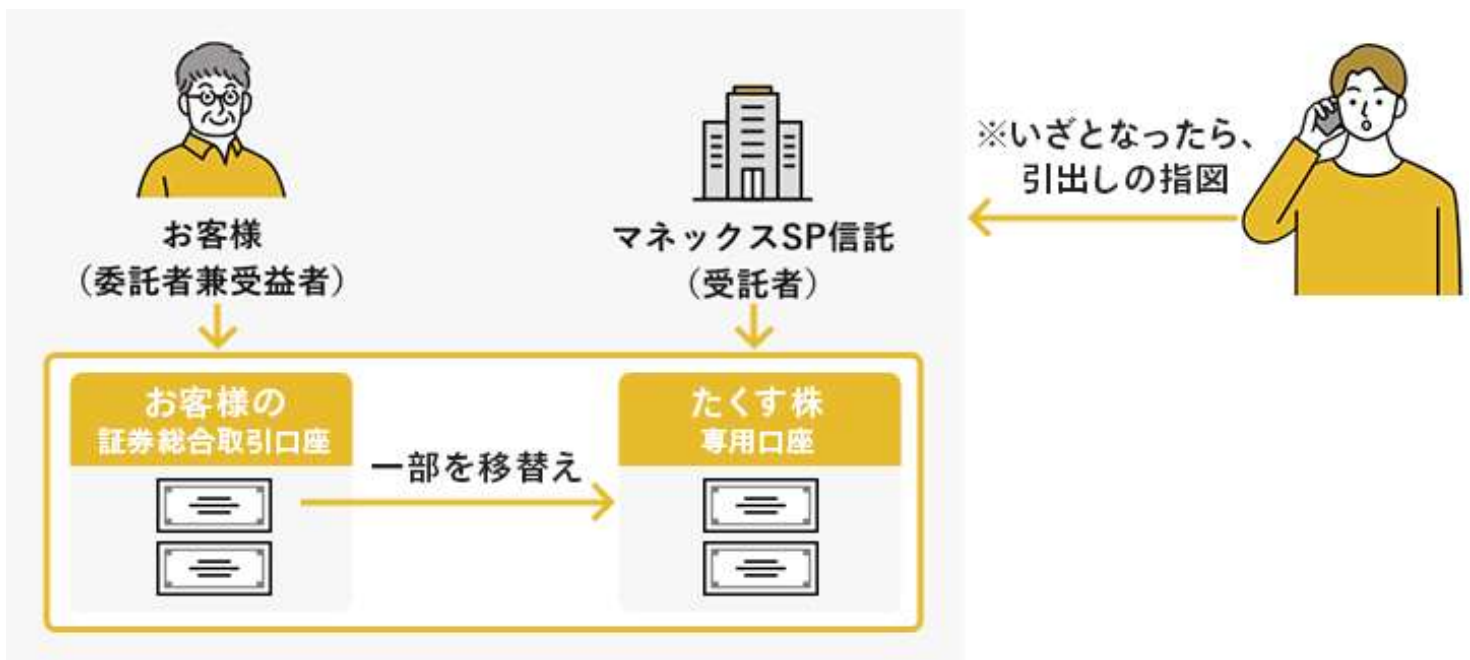 お客様
（委託者兼受益者）
マネックスSP信託
（受託者）
※いざとなったら、
引出しの指図
お客様の
証券総合取引口座
一部を移替え
たくす株
専用口座